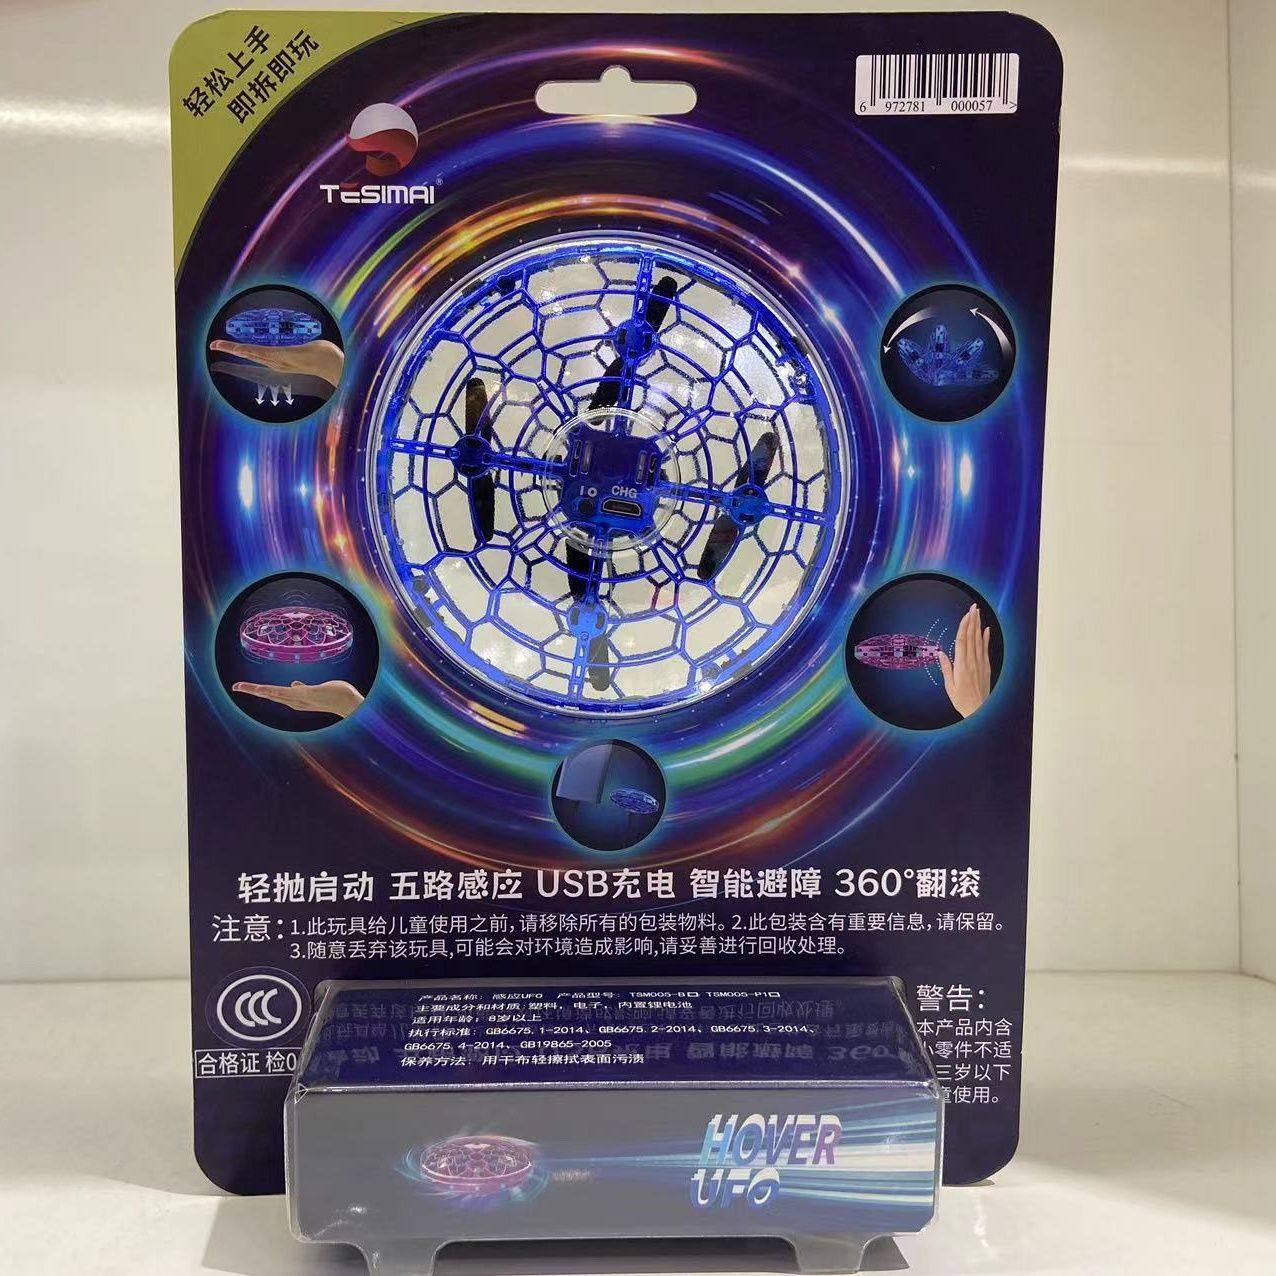 轻松上手
即拆即玩
TESIMAI®
6 972781 000057 >
I O CHG
轻抛启动 五路感应 USB充电 智能避障 360°翻滚
注意：1.此玩具给儿童使用之前，请移除所有的包装物料。2.此包装含有重要信息，请保留。
3.随意丢弃该玩具，可能会对环境造成影响，请妥善进行回收处理。
CCC
合格证 检0
产品名称：感应UFO 产品型号：TSM005-B□ TSM005-P1□
主要成分和材质：塑料，电子，内置锂电池
适用年龄：8岁以上
执行标准：GB6675.1-2014、GB6675.2-2014、GB6675.3-2014、
GB6675.4-2014、GB19865-2005
保养方法：用干布轻擦拭表面污渍
警告：
本产品内含
小零件不适
三岁以下
童使用。
HOVER
UFO